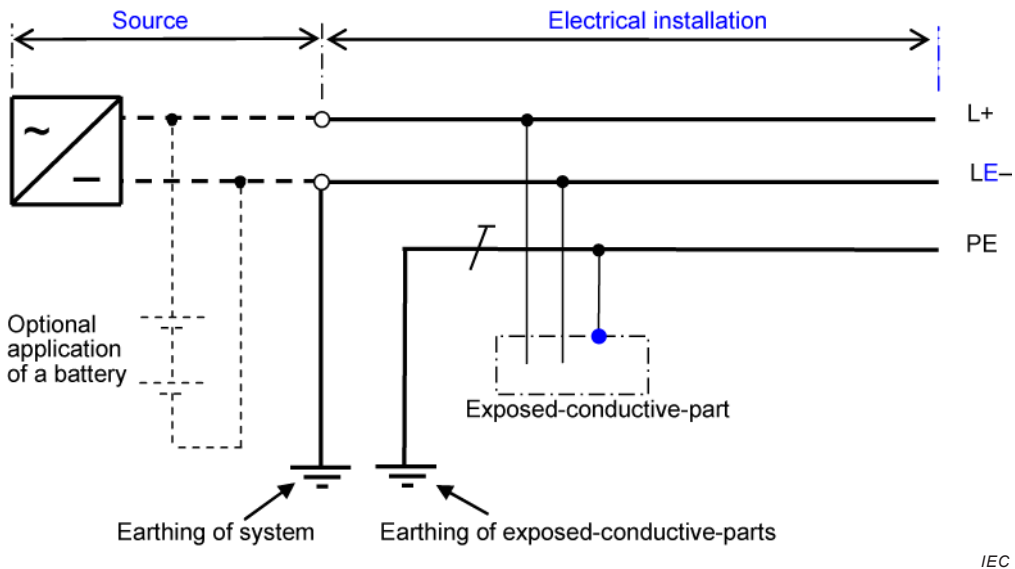 Source
Electrical installation
~
–
L+
LE–
PE
Optional
application
of a battery
Exposed-conductive-part
Earthing of system
Earthing of exposed-conductive-parts
IEC